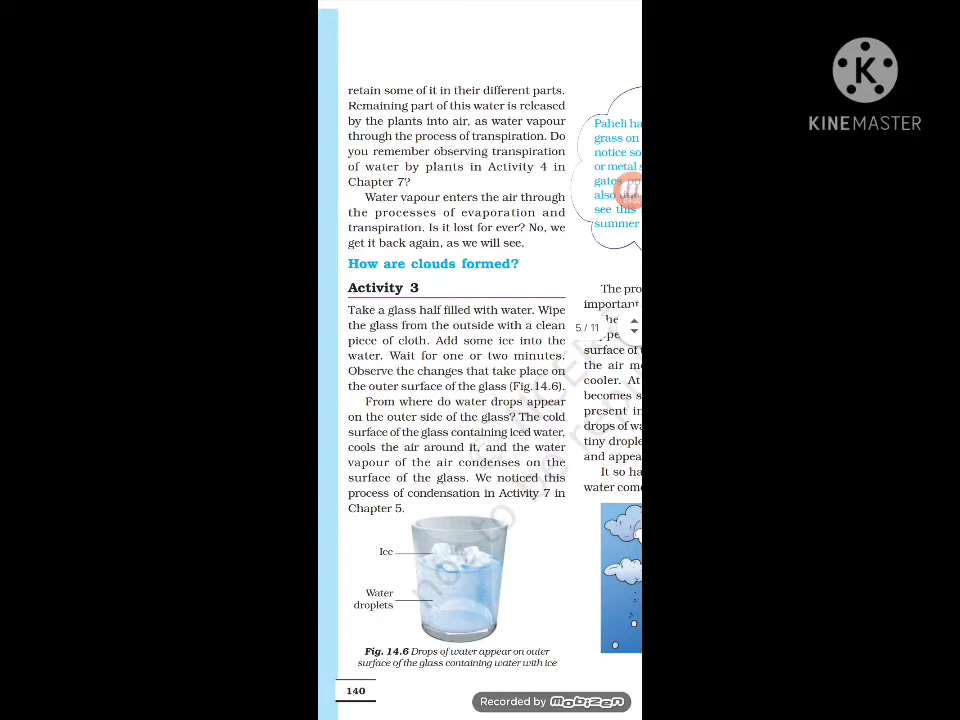 retain some of it in their different parts.
Remaining part of this water is released
by the plants into air, as water vapour
through the process of transpiration. Do
you remember observing transpiration
of water by plants in Activity 4 in
Chapter 7?
Water vapour enters the air through
the processes of evaporation and
transpiration. Is it lost for ever? No, we
get it back again, as we will see.
How are clouds formed?
Activity 3
Take a glass half filled with water. Wipe
the glass from the outside with a clean
piece of cloth. Add some ice into the
water. Wait for one or two minutes.
Observe the changes that take place on
the outer surface of the glass (Fig.14.6).
From where do water drops appear
on the outer side of the glass? The cold
surface of the glass containing iced water,
cools the air around it, and the water
vapour of the air condenses on the
surface of the glass. We noticed this
process of condensation in Activity 7 in
Chapter 5.
Ice
Water
droplets
Fig. 14.6 Drops of water appear on outer
surface of the glass containing water with ice
140
Paheli ha
grass on
notice so
or metal s
gates
also
see this
summer
The pro
important
5 / 11
surface of t
the air m
cooler. At
becomes s
present in
drops of wa
tiny drople
and appea
It so ha
water come
KINEMASTER
Recorded by mobizen